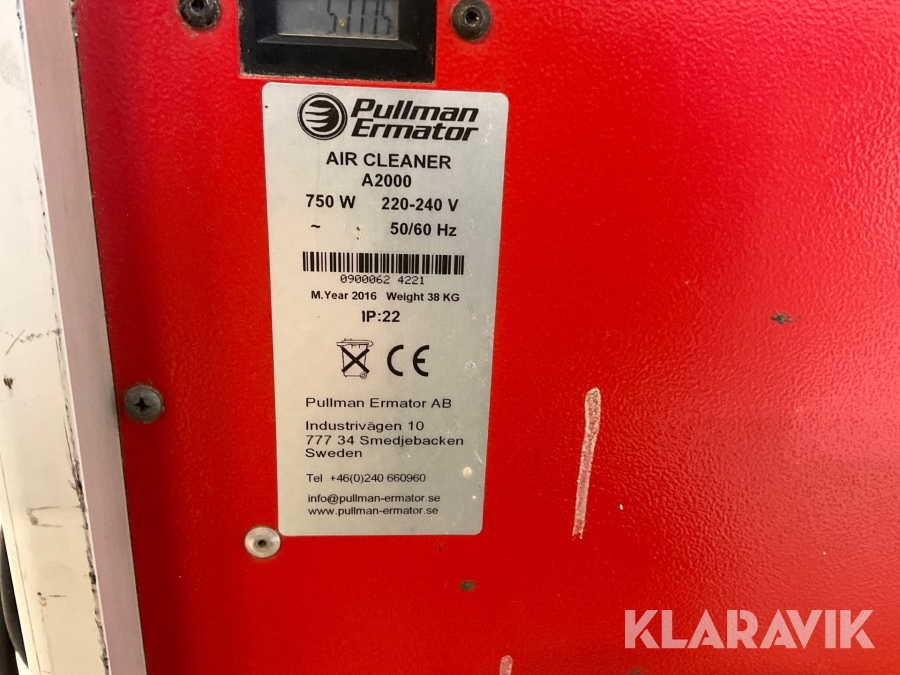 Pullman
Ermator
AIR CLEANER
A2000
750 W 220-240 V
~ 50/60 Hz
0900062 4221
M.Year 2016 Weight 38 KG
IP:22
CE
Pullman Ermator AB
Industrivägen 10
777 34 Smedjebacken
Sweden
Tel +46(0)240 660960
info@pullman-ermator.se
www.pullman-ermator.se
KLARAVIK